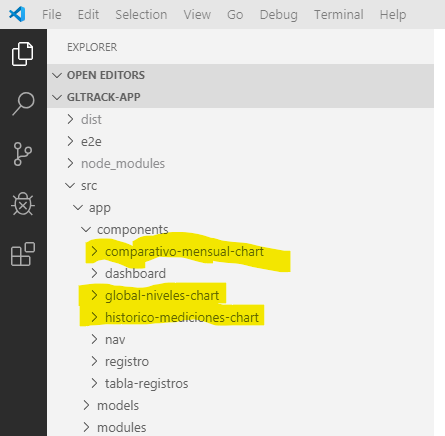 File Edit Selection View Go Debug Terminal Help
EXPLORER
OPEN EDITORS
GLTRACK-APP
dist
e2e
node_modules
src
app
components
comparativo-mensual-chart
dashboard
global-niveles-chart
historico-mediciones-chart
nav
registro
tabla-registros
models
modules